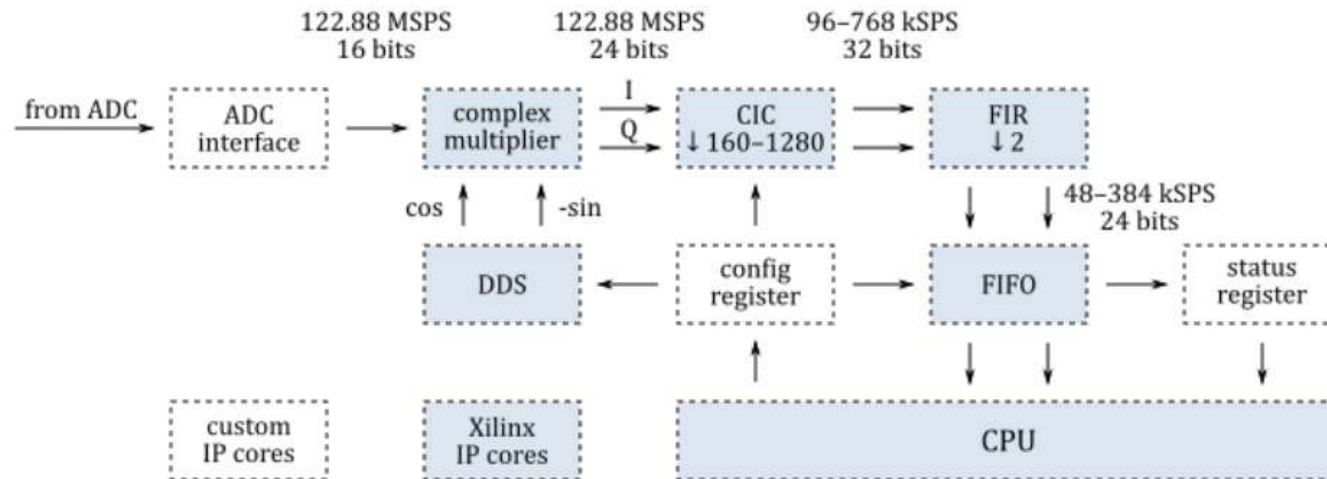 122.88 MSPS
16 bits
122.88 MSPS
24 bits
96–768 kSPS
32 bits
from ADC
ADC
interface
complex
multiplier
I
Q
CIC
↓160–1280
FIR
↓2
cos
-sin
48–384 kSPS
24 bits
DDS
config
register
FIFO
status
register
custom
IP cores
Xilinx
IP cores
CPU